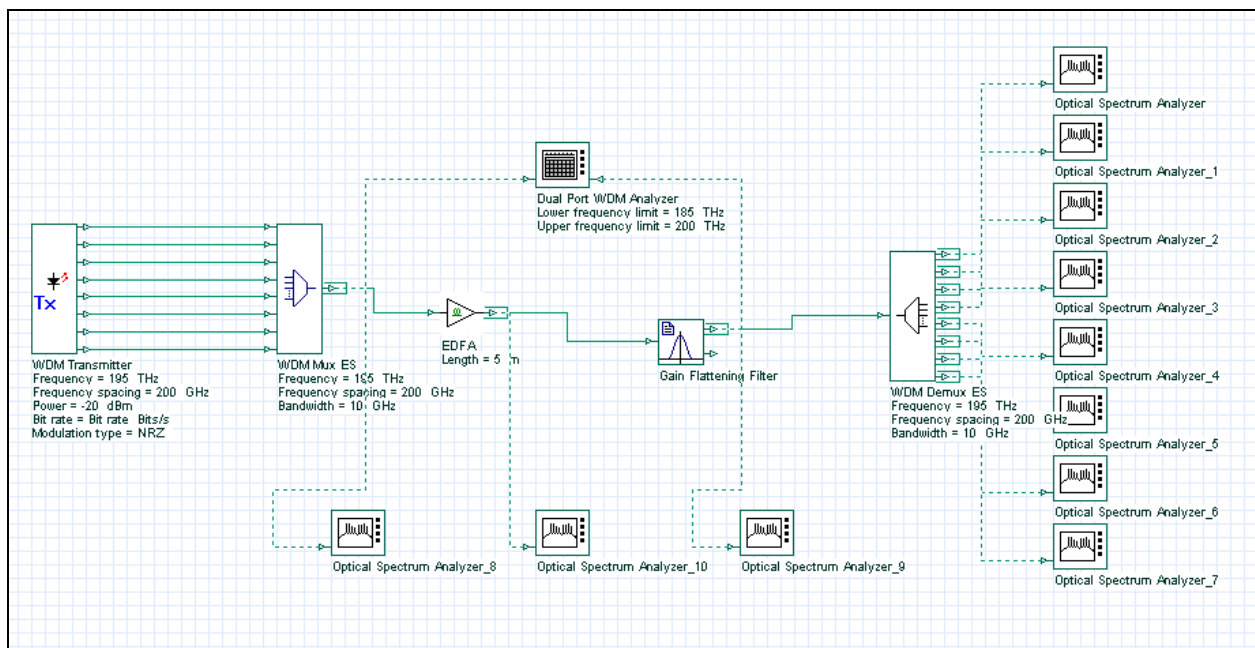 Optical Spectrum Analyzer
Optical Spectrum Analyzer_1
Dual Port WDM Analyzer
Lower frequency limit = 185 THz
Upper frequency limit = 200 THz
Optical Spectrum Analyzer_2
Tx
Optical Spectrum Analyzer_3
EDFA
Length = 5 m
WDM Transmitter
Frequency = 195 THz
Frequency spacing = 200 GHz
Power = -20 dBm
Bit rate = Bit rate Bits/s
Modulation type = NRZ
WDM Mux ES
Frequency = 195 THz
Frequency spacing = 200 GHz
Bandwidth = 10 GHz
Gain Flattening Filter
Optical Spectrum Analyzer_4
WDM Demux ES
Frequency = 195 THz
Frequency spacing = 200 GHz
Bandwidth = 10 GHz
Optical Spectrum Analyzer_5
Optical Spectrum Analyzer_6
Optical Spectrum Analyzer_8
Optical Spectrum Analyzer_10
Optical Spectrum Analyzer_9
Optical Spectrum Analyzer_7